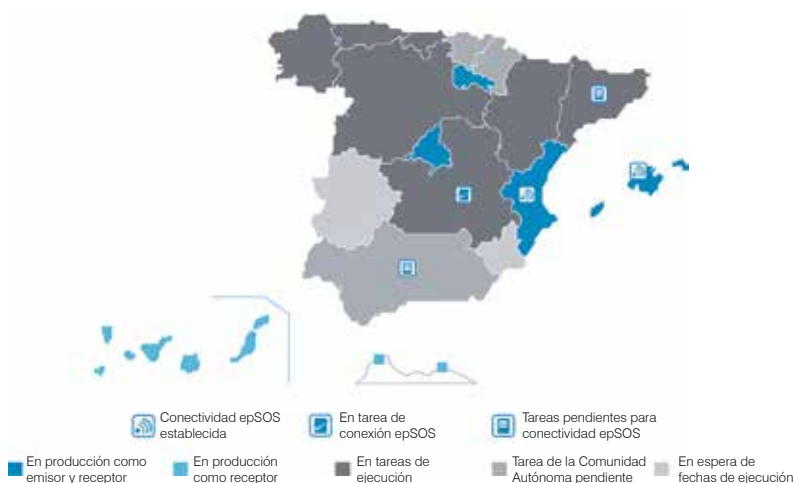 Conectividad epSOS
establecida
En tarea de
conexión epSOS
Tareas pendientes para
conectividad epSOS
En producción como
emisor y receptor
En producción
como receptor
En tareas de
ejecución
Tarea de la Comunidad
Autónoma pendiente
En espera de
fechas de ejecución